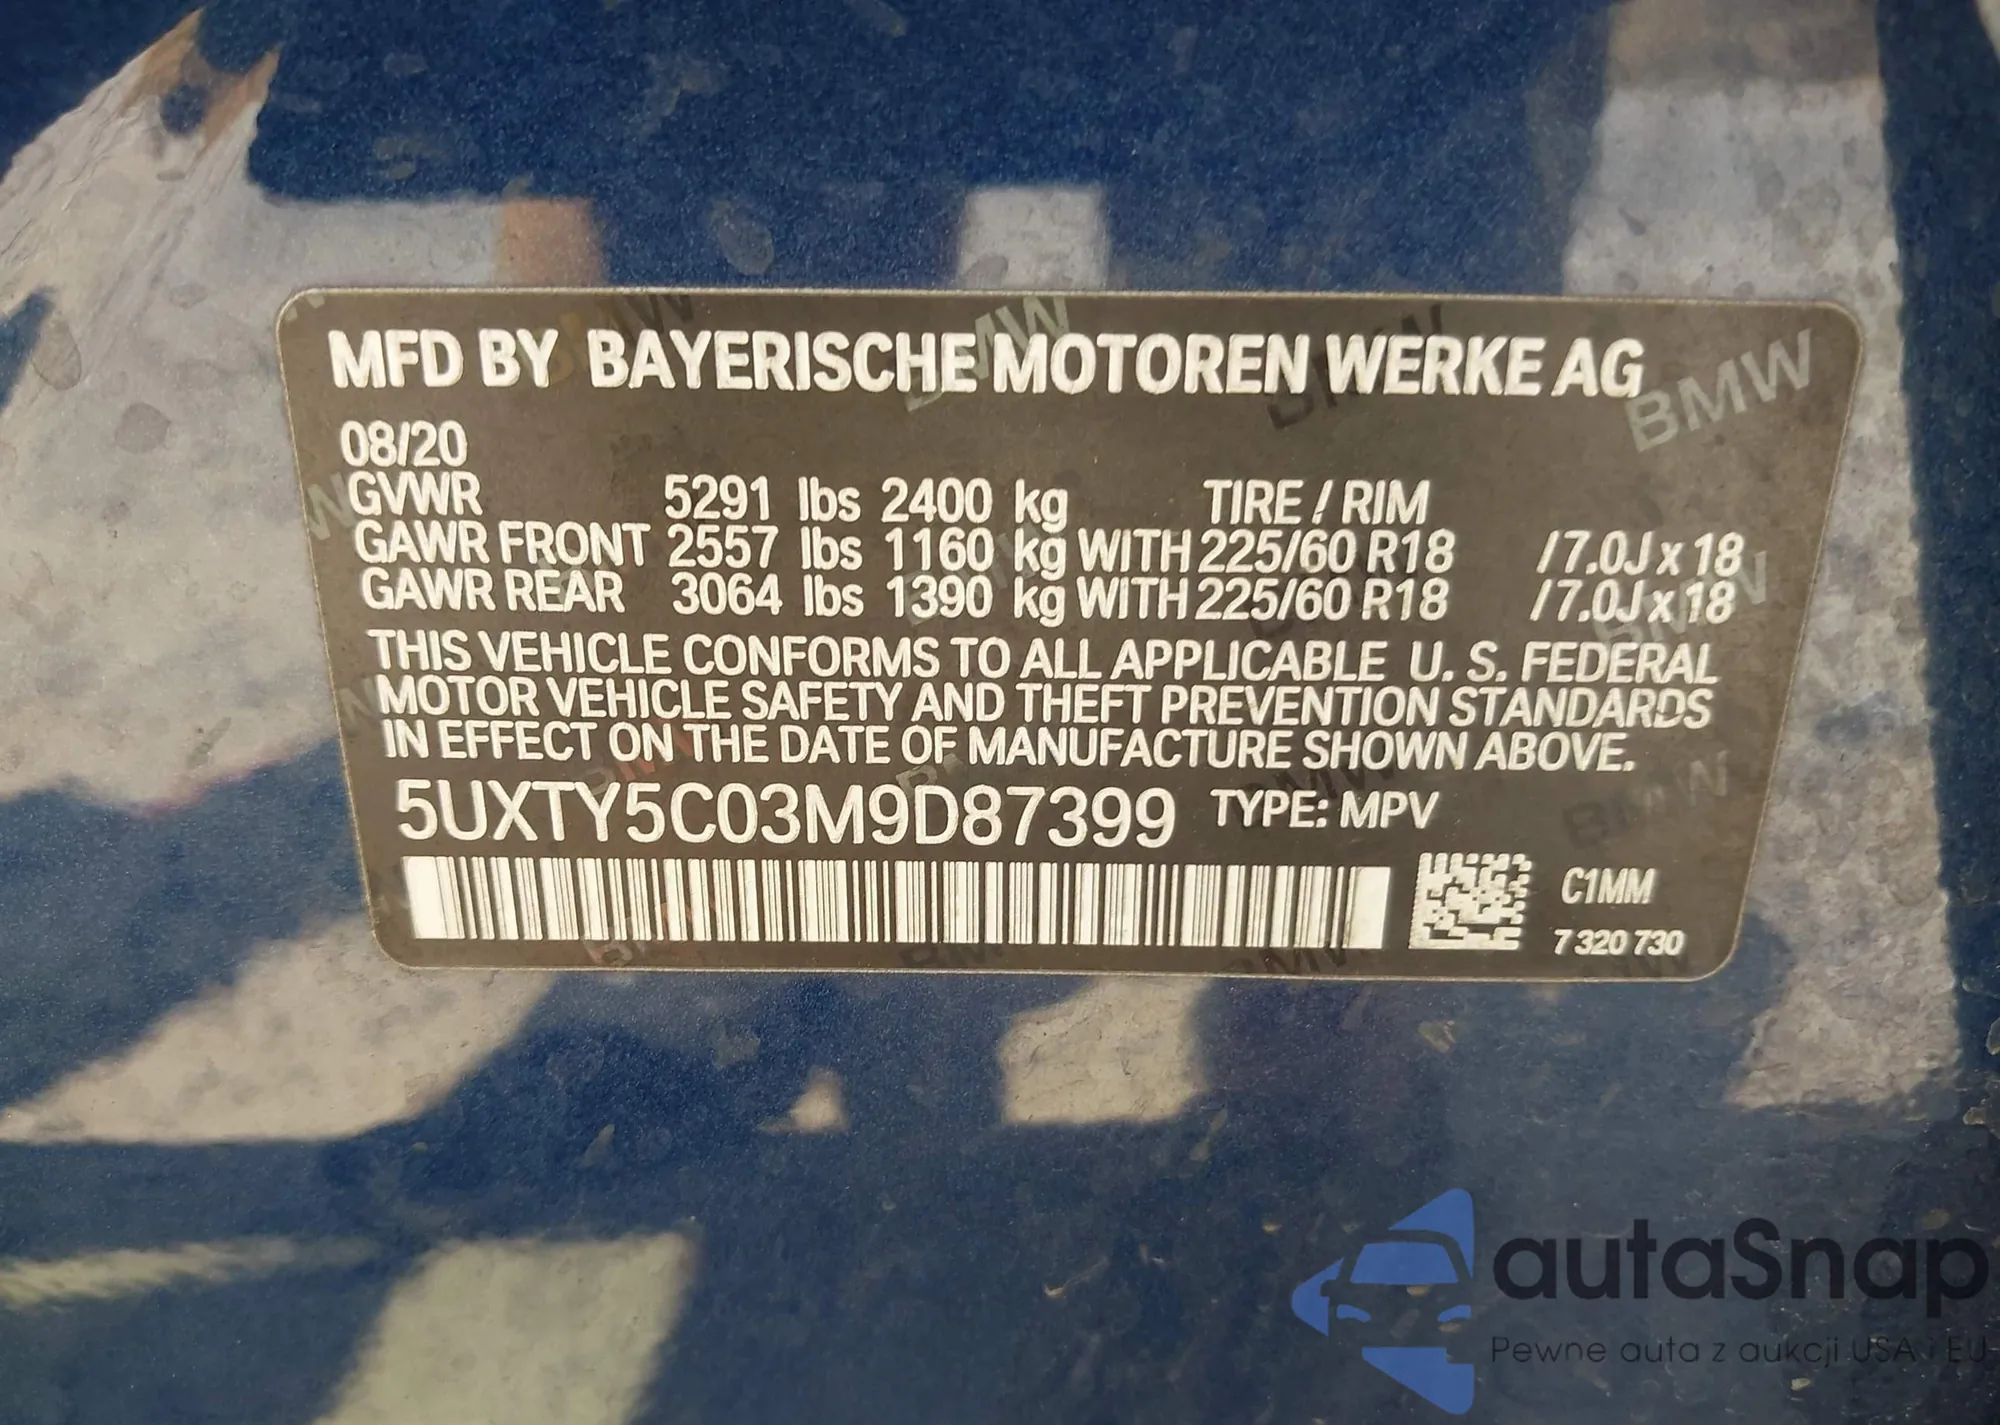 MFD BY BAYERISCHE MOTOREN WERKE AG
08/20
GVWR 5291 lbs 2400 kg TIRE / RIM
GAWR FRONT 2557 lbs 1160 kg WITH 225/60 R18 /7.0J x 18
GAWR REAR 3064 lbs 1390 kg WITH 225/60 R18 /7.0J x 18
THIS VEHICLE CONFORMS TO ALL APPLICABLE U. S. FEDERAL
MOTOR VEHICLE SAFETY AND THEFT PREVENTION STANDARDS
IN EFFECT ON THE DATE OF MANUFACTURE SHOWN ABOVE.
5UXTY5C03M9D87399 TYPE: MPV
C1MM
7 320 730
autaSnap
Pewne auta z aukcji USA i EU